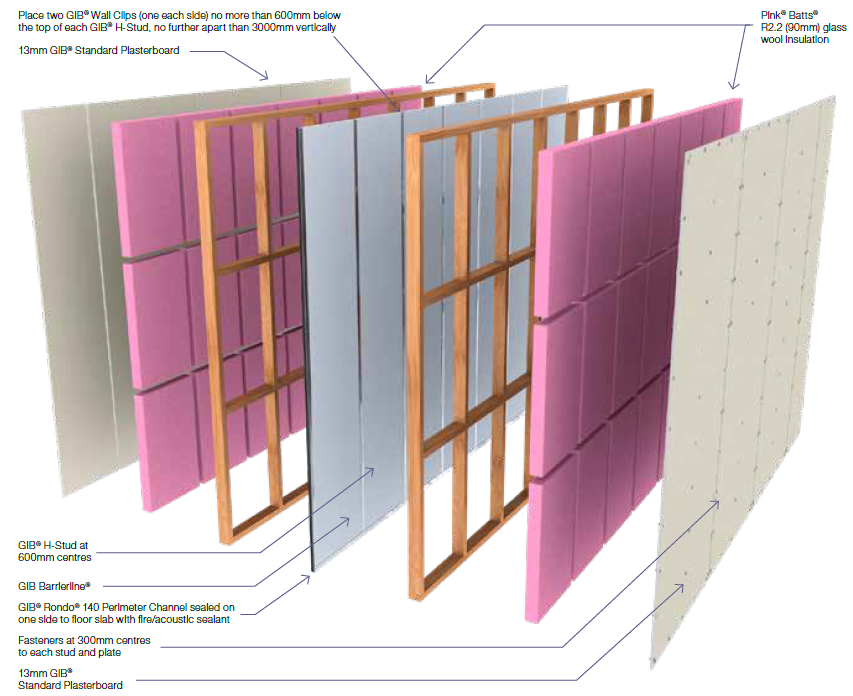 Place two GIB® Wall Clips (one each side) no more than 600mm below
the top of each GIB® H-Stud, no further apart than 3000mm vertically
Pink® Batts®
R2.2 (90mm) glass
wool insulation
13mm GIB® Standard Plasterboard
GIB® H-Stud at
600mm centres
GIB Barrierline®
GIB® Rondo® 140 Perimeter Channel sealed on
one side to floor slab with fire/acoustic sealant
Fasteners at 300mm centres
to each stud and plate
13mm GIB®
Standard Plasterboard